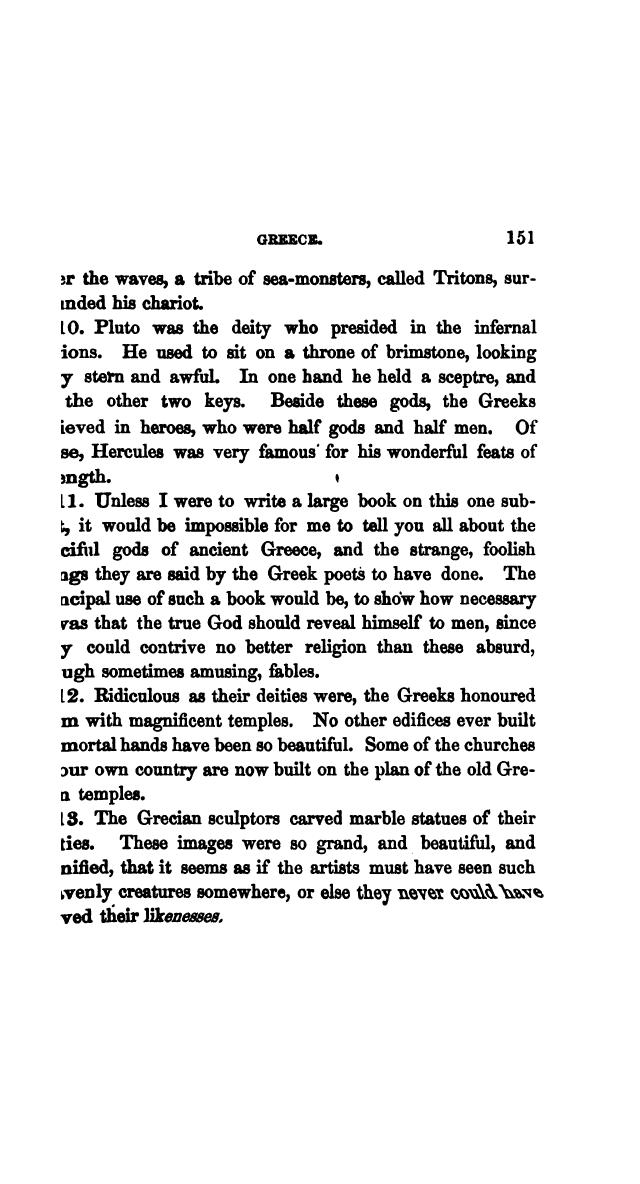 GREECE. 151
er the waves, a tribe of sea-monsters, called Tritons, sur-
nded his chariot.
10. Pluto was the deity who presided in the infernal
ions. He used to sit on a throne of brimstone, looking
y stern and awful. In one hand he held a sceptre, and
the other two keys. Beside these gods, the Greeks
ieved in heroes, who were half gods and half men. Of
se, Hercules was very famous for his wonderful feats of
ength.
11. Unless I were to write a large book on this one sub-
t, it would be impossible for me to tell you all about the
ciful gods of ancient Greece, and the strange, foolish
ngs they are said by the Greek poets to have done. The
ncipal use of such a book would be, to show how necessary
was that the true God should reveal himself to men, since
y could contrive no better religion than these absurd,
ugh sometimes amusing, fables.
12. Ridiculous as their deities were, the Greeks honoured
m with magnificent temples. No other edifices ever built
mortal hands have been so beautiful. Some of the churches
our own country are now built on the plan of the old Gre-
n temples.
13. The Grecian sculptors carved marble statues of their
ties. These images were so grand, and beautiful, and
nified, that it seems as if the artists must have seen such
venly creatures somewhere, or else they never could have
ved their likenesses.